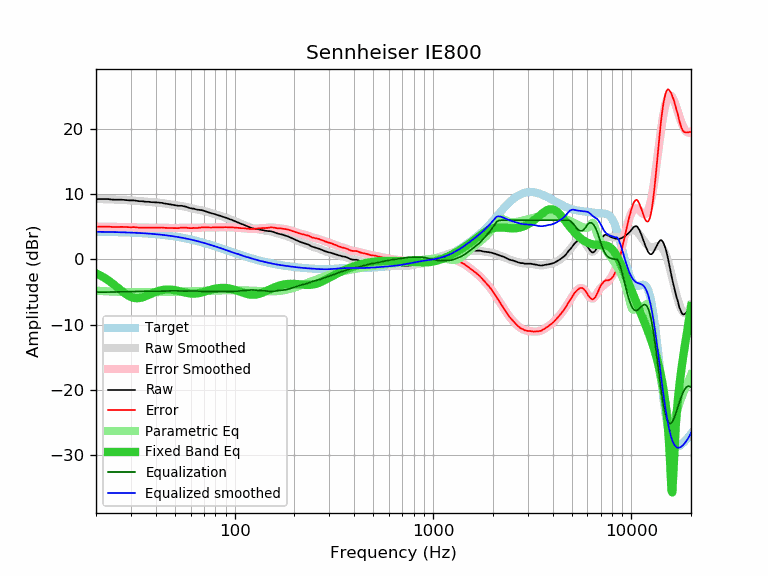 Sennheiser IE800
Amplitude (dBr)
20
10
0
−10
−20
−30
Target
Raw Smoothed
Error Smoothed
Raw
Error
Parametric Eq
Fixed Band Eq
Equalization
Equalized smoothed
100
1000
10000
Frequency (Hz)